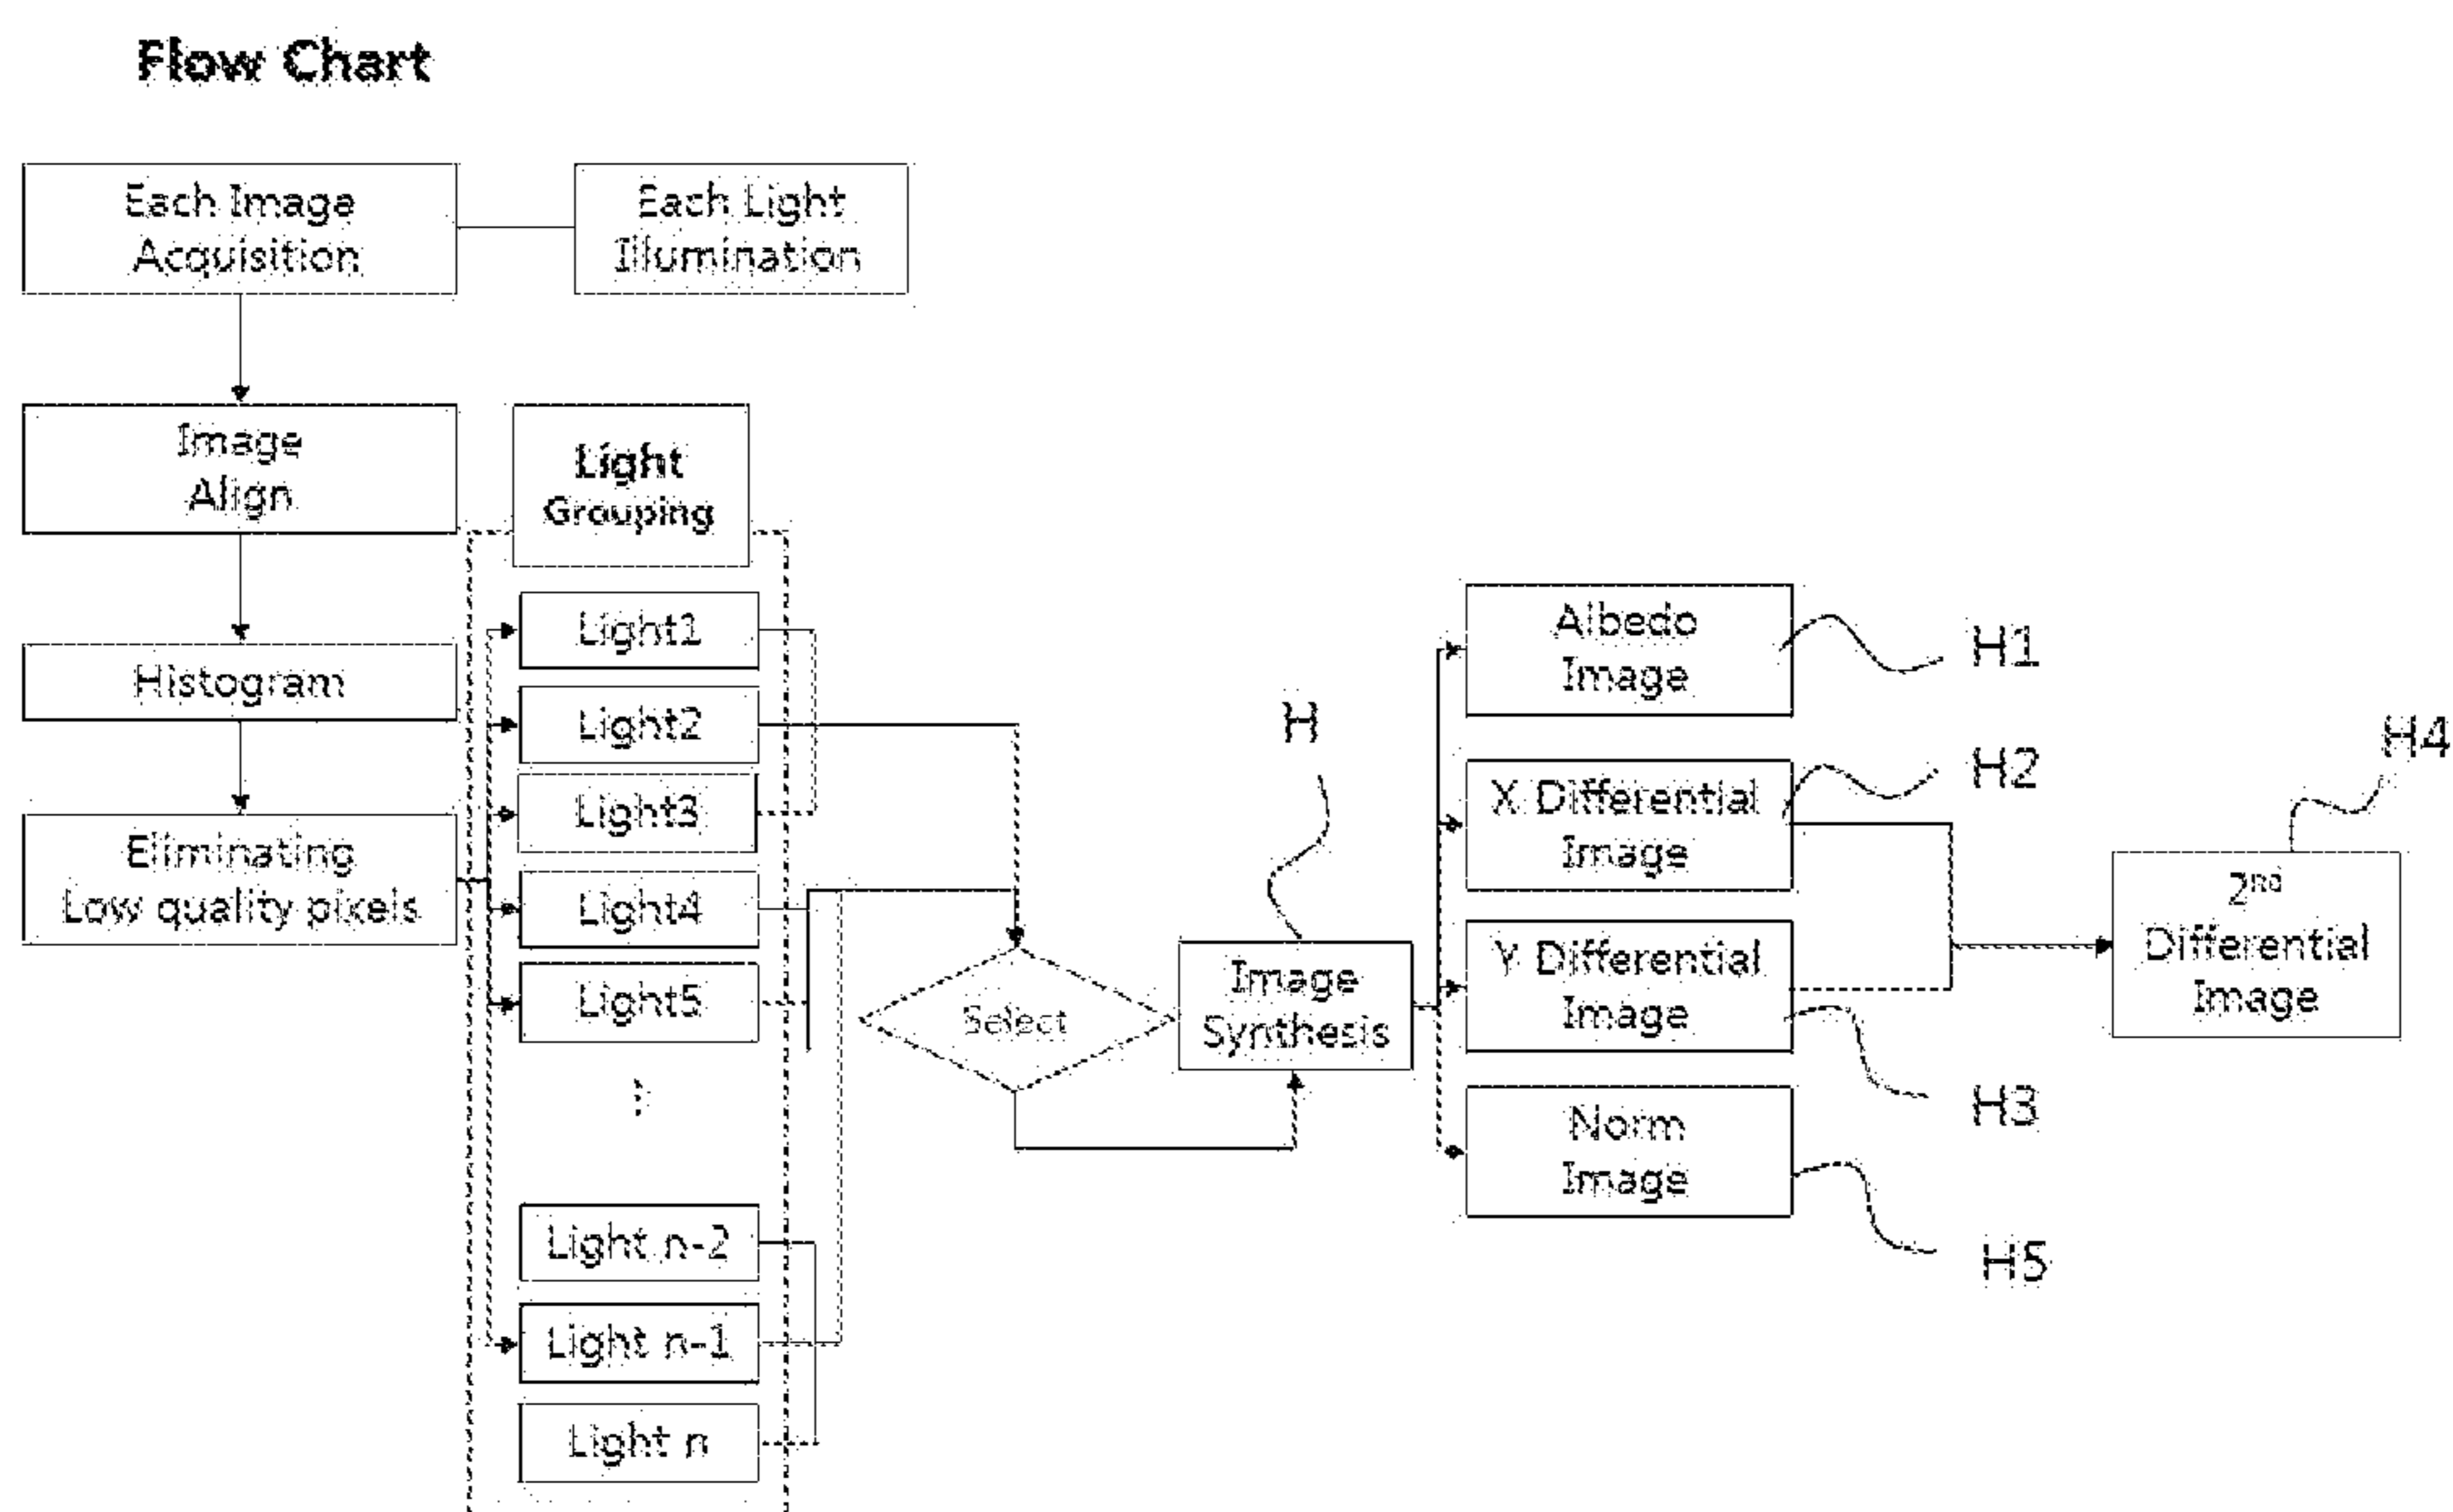 Flow Chart
Each Image
Acquisition
Each Light
Illumination
Image
Align
Histogram
Eliminating
Low quality pixels
Light
Grouping
Light1
Light2
Light3
Light4
Light5
⋮
Light n-2
Light n-1
Light n
Select
H
Image
Synthesis
Albedo
Image
H1
X Differential
Image
H2
Y Differential
Image
H3
Norm
Image
H5
H4
2nd
Differential
Image